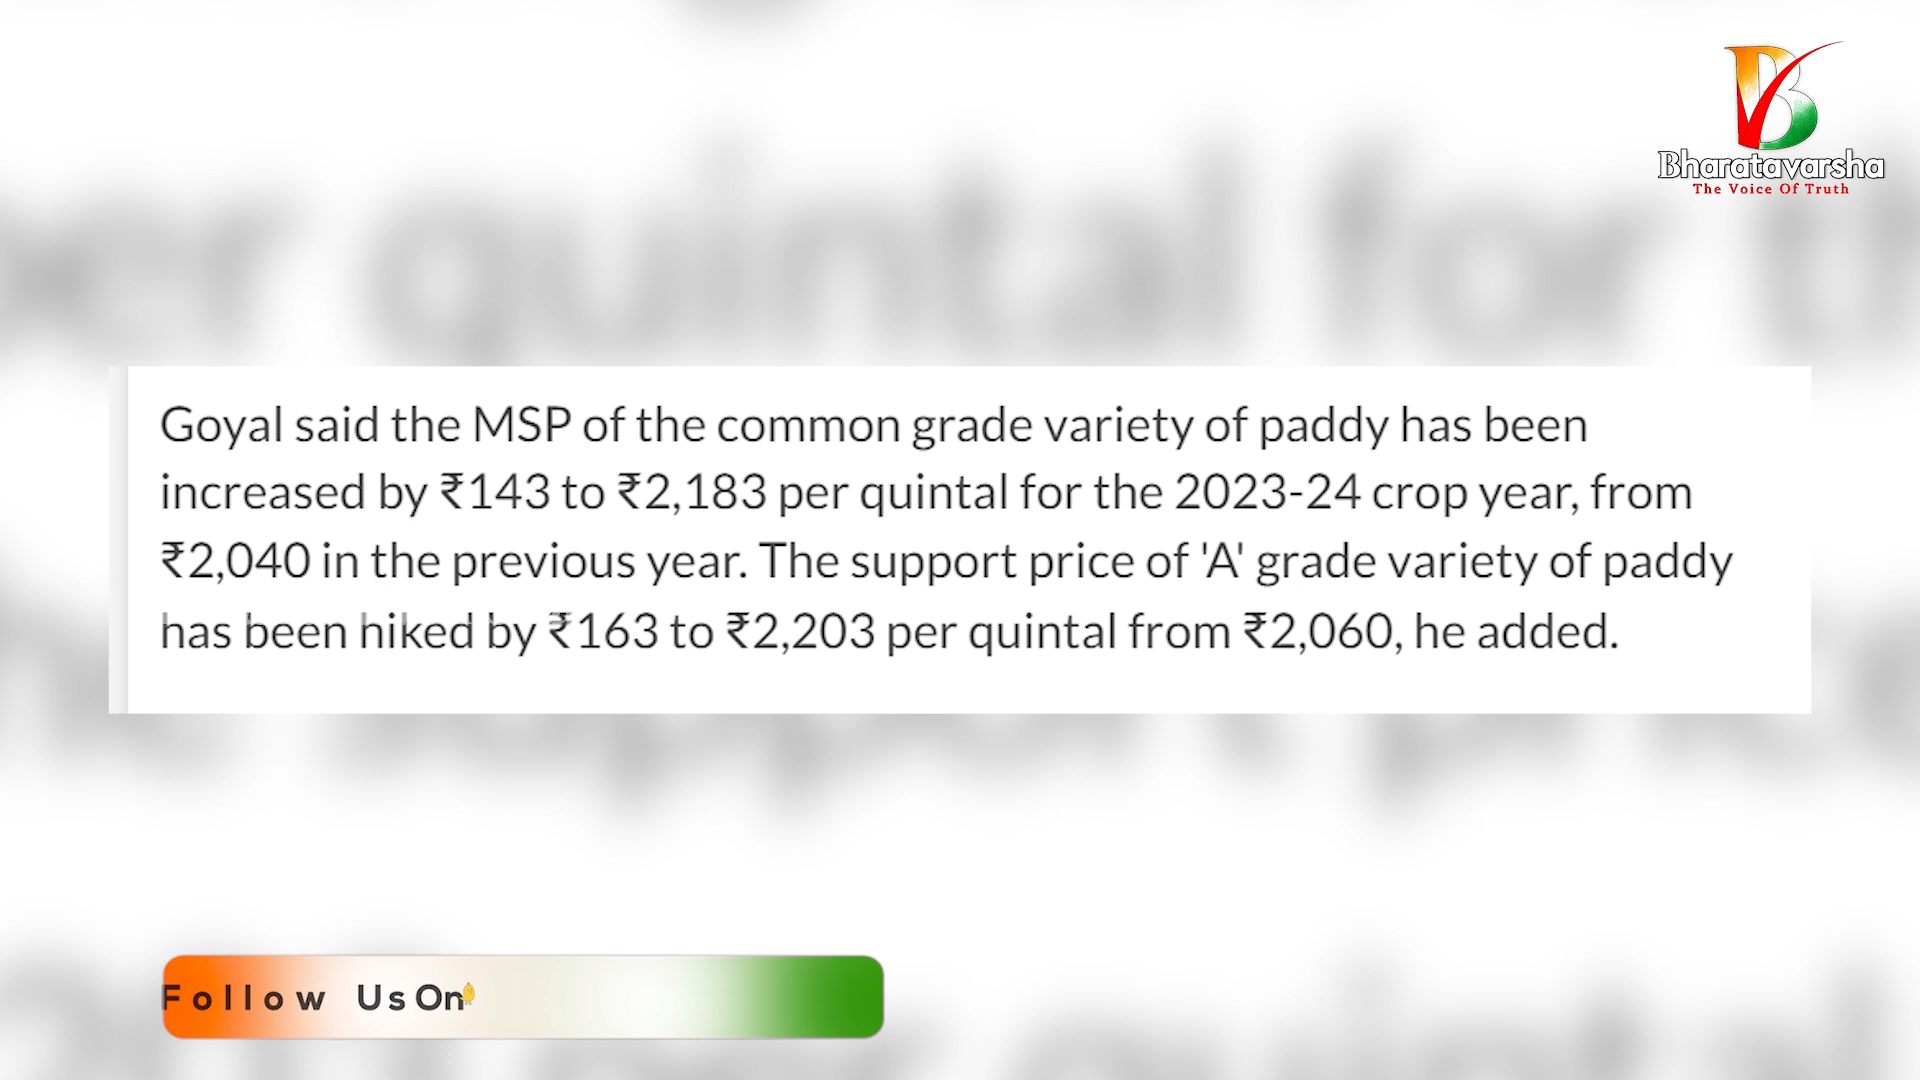 Bharatavarsha
The Voice Of Truth
Goyal said the MSP of the common grade variety of paddy has been
increased by ₹143 to ₹2,183 per quintal for the 2023-24 crop year, from
₹2,040 in the previous year. The support price of 'A' grade variety of paddy
has been hiked by ₹163 to ₹2,203 per quintal from ₹2,060, he added.
Follow Us On